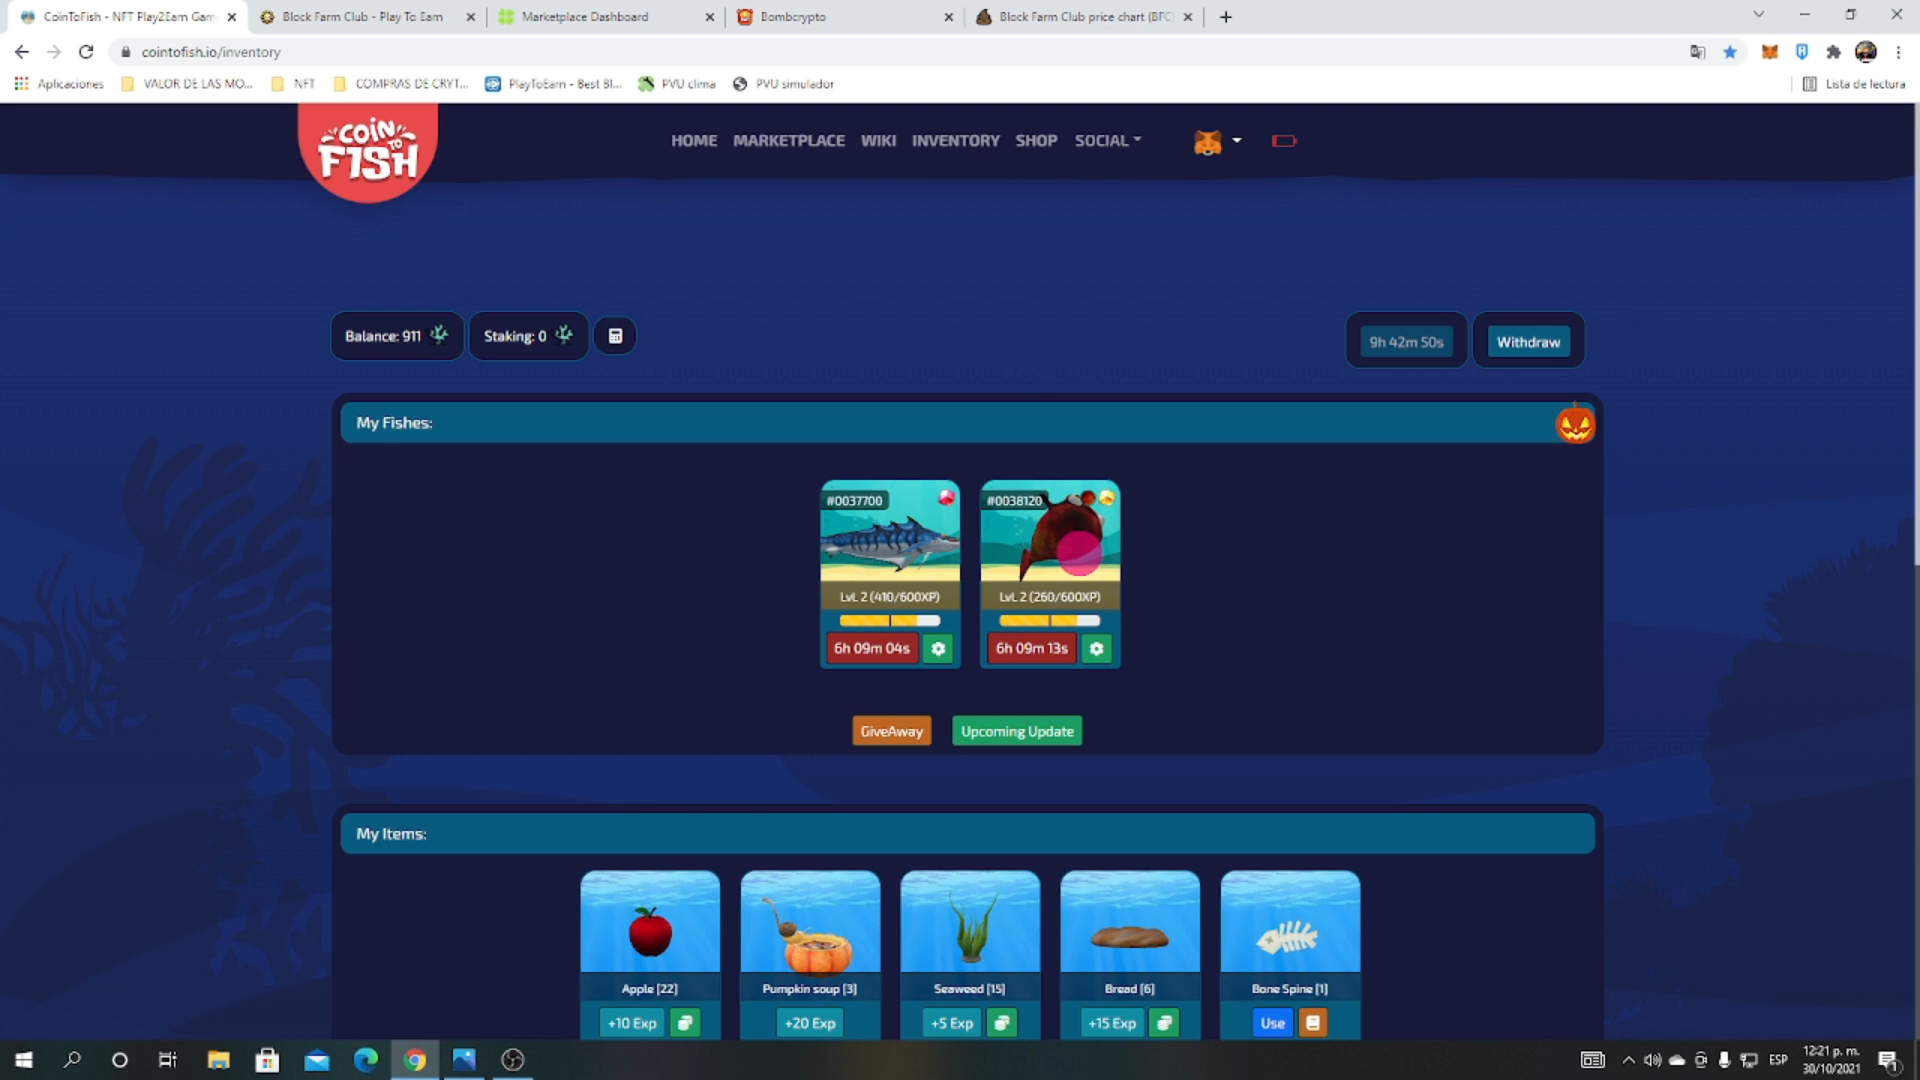 CoinToFish - NFT Play2Earn Gam
Block Farm Club - Play To Earn
Marketplace Dashboard
Bombcrypto
Block Farm Club price chart (BFC
cointofish.io/inventory
Aplicaciones
VALOR DE LAS MO...
NFT
COMPRAS DE CRYT...
PlayToEarn - Best Bl...
PVU clima
PVU simulador
Lista de lectura
COIN TO FISH
HOME
MARKETPLACE
WIKI
INVENTORY
SHOP
SOCIAL
Balance: 911
Staking: 0
9h 42m 50s
Withdraw
My Fishes:
#0037700
#0038120
LvL 2 (410/600XP)
LvL 2 (260/600XP)
6h 09m 04s
6h 09m 13s
GiveAway
Upcoming Update
My Items:
Apple [22]
Pumpkin soup [3]
Seaweed [15]
Bread [6]
Bone Spine [1]
+10 Exp
+20 Exp
+5 Exp
+15 Exp
Use
ESP
12:21 p. m.
30/10/2021
1